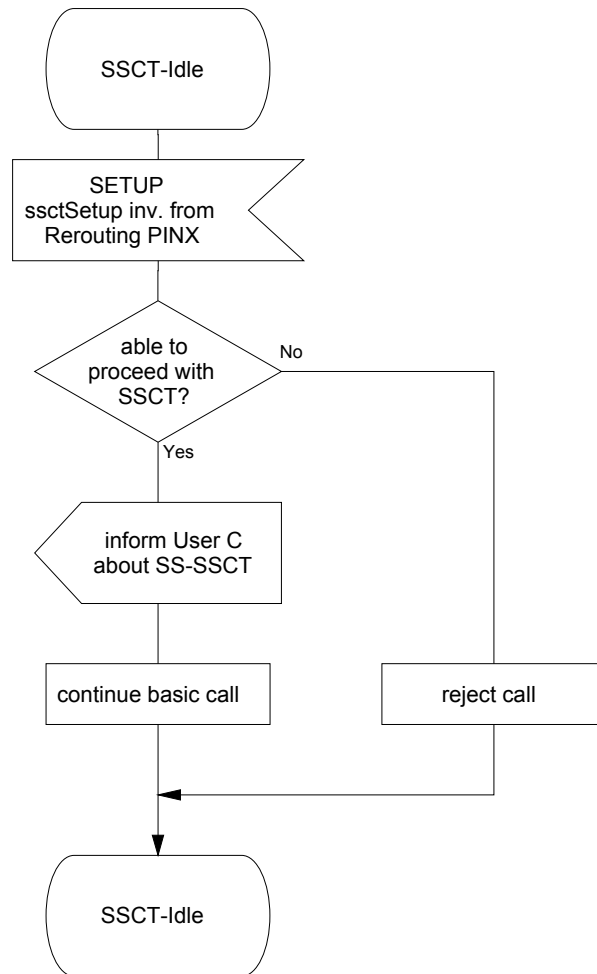 SSCT-Idle
SETUP
ssctSetup inv. from
Rerouting PINX
able to
proceed with
SSCT?
No
Yes
inform User C
about SS-SSCT
continue basic call
reject call
SSCT-Idle